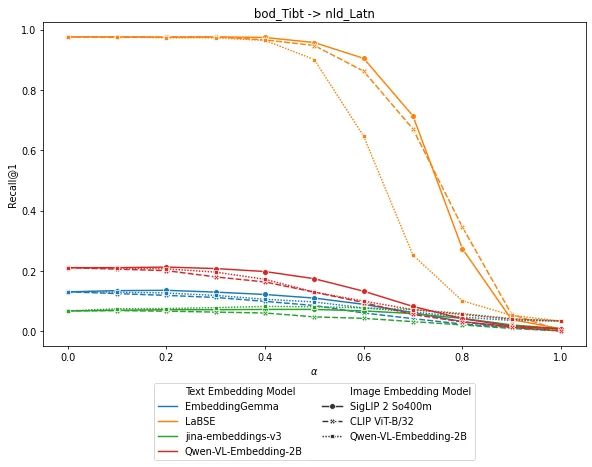 bod_Tibt -> nld_Latn
Recall@1
1.0
0.8
0.6
0.4
0.2
0.0
0.0 0.2 0.4 0.6 0.8 1.0
α
Text Embedding Model Image Embedding Model
EmbeddingGemma SigLIP 2 So400m
LaBSE CLIP ViT-B/32
jina-embeddings-v3 Qwen-VL-Embedding-2B
Qwen-VL-Embedding-2B